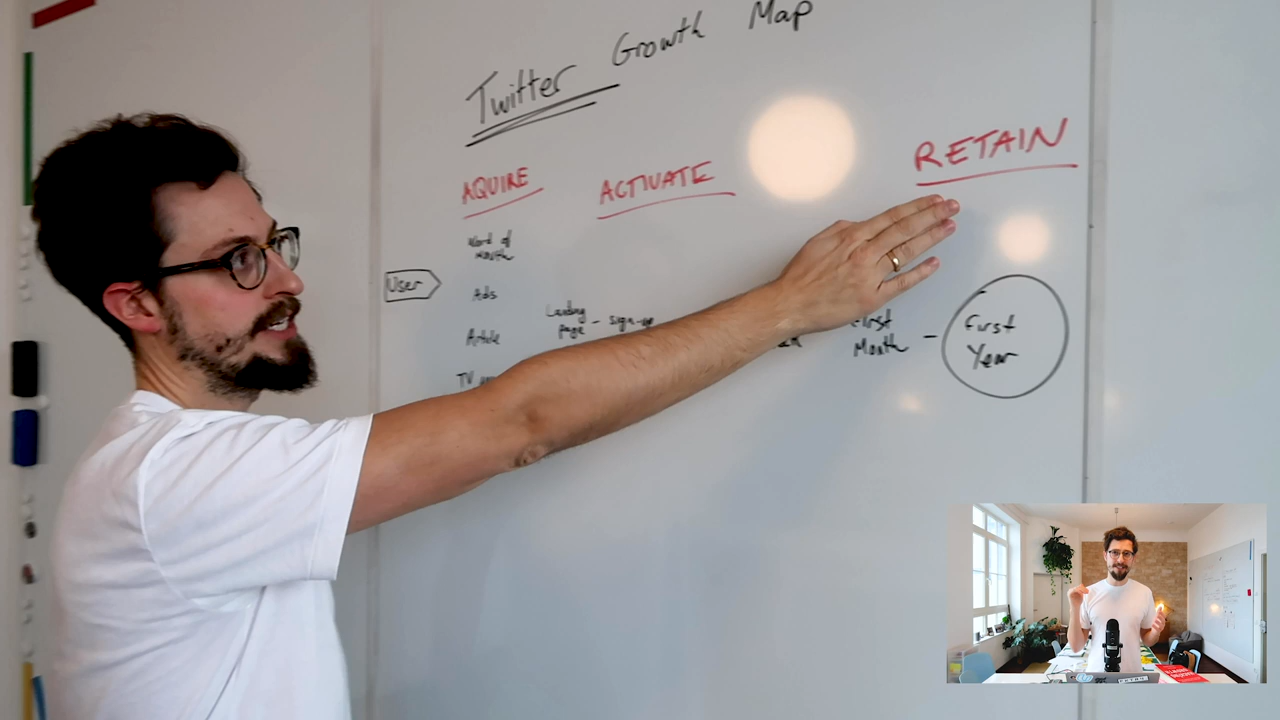 Twitter Growth Map
AQUIRE
ACTIVATE
RETAIN
User
Word of
Mouth
Ads
Article
TV
Landing
page - sign-up
First
Month -
First
Year